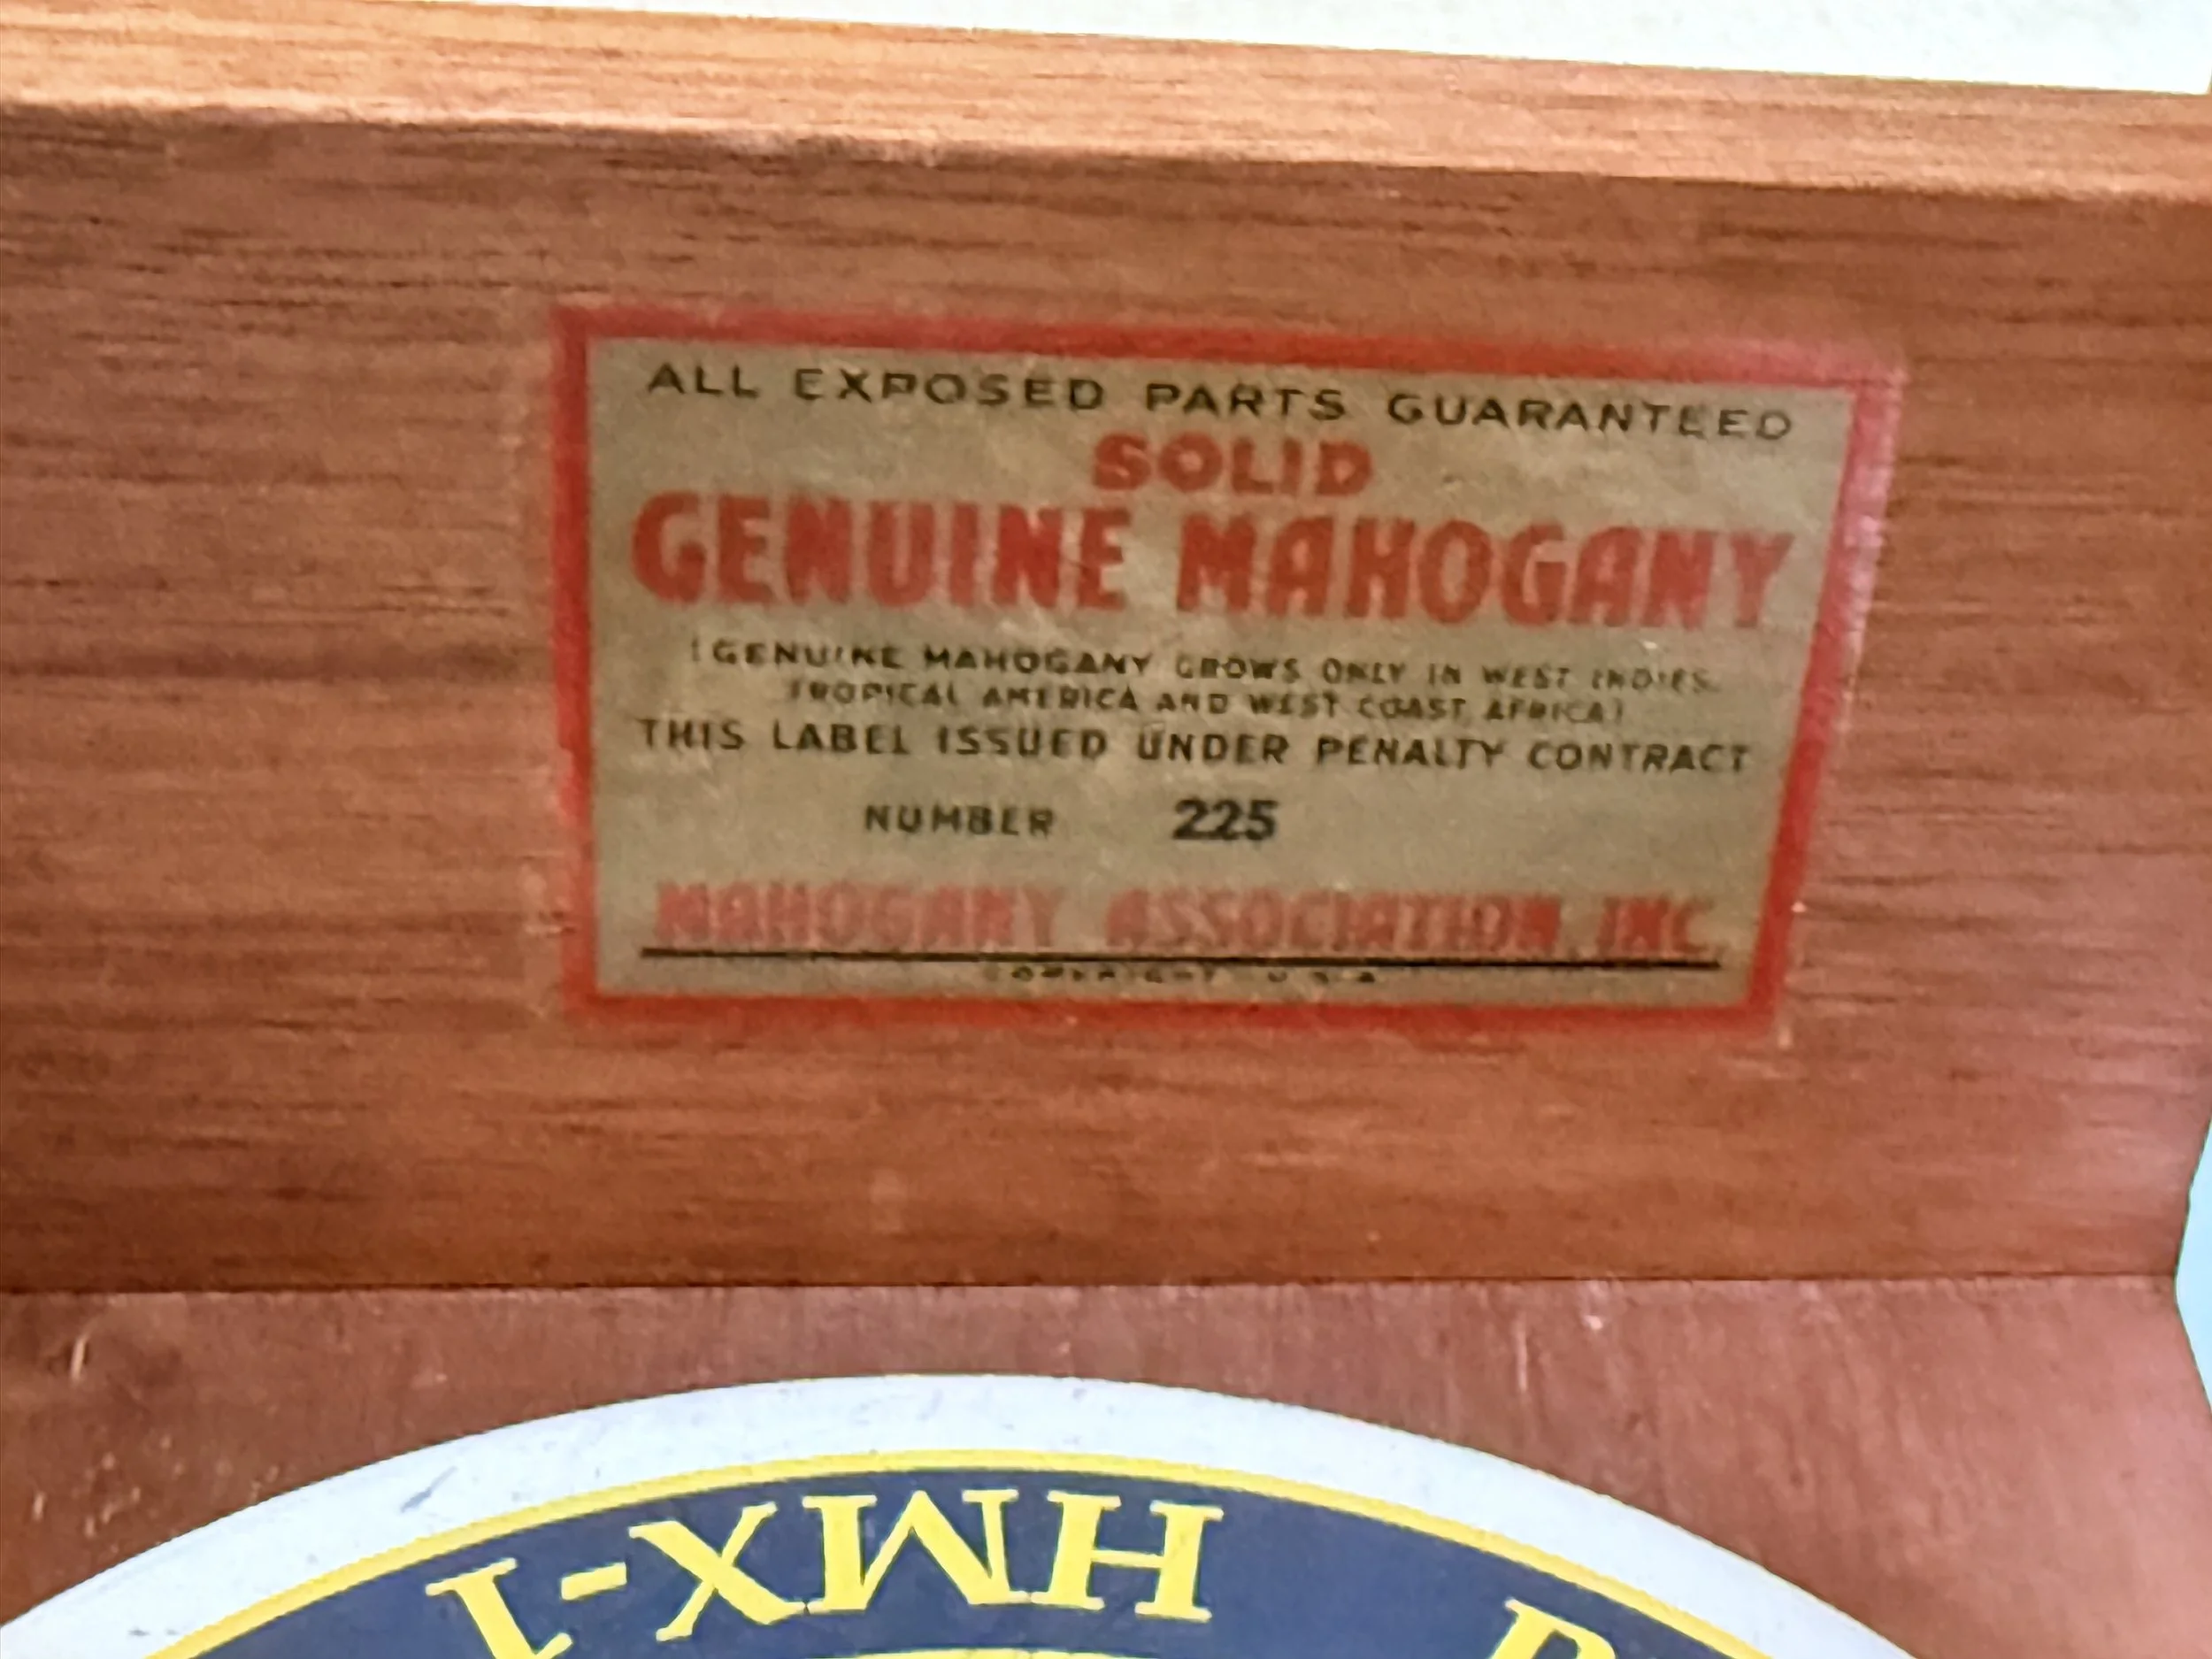 ALL EXPOSED PARTS GUARANTEED
SOLID
GENUINE MAHOGANY
(GENUINE MAHOGANY GROWS ONLY IN WEST INDIES,
TROPICAL AMERICA AND WEST COAST AFRICA)
THIS LABEL ISSUED UNDER PENALTY CONTRACT
NUMBER 225
MAHOGANY ASSOCIATION, INC.
COPYRIGHT U S A
HMX-1